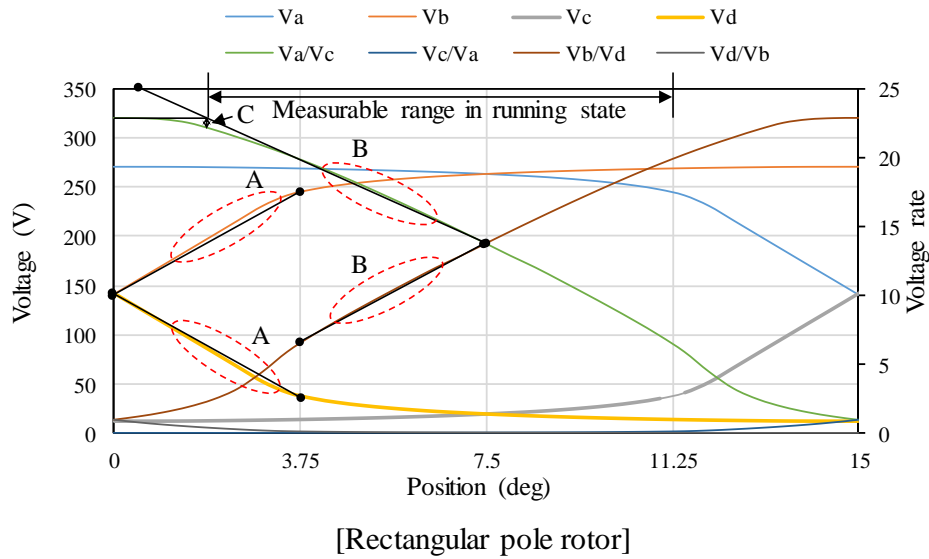 Va Vb Vc Vd
Va/Vc Vc/Va Vb/Vd Vd/Vb
350 25
Measurable range in running state
C
300
B
20
A
250
15
200
B
150 10
100
A
5
50
0 0
0 3.75 7.5 11.25 15
Voltage (V)
Voltage rate
Position (deg)
[Rectangular pole rotor]